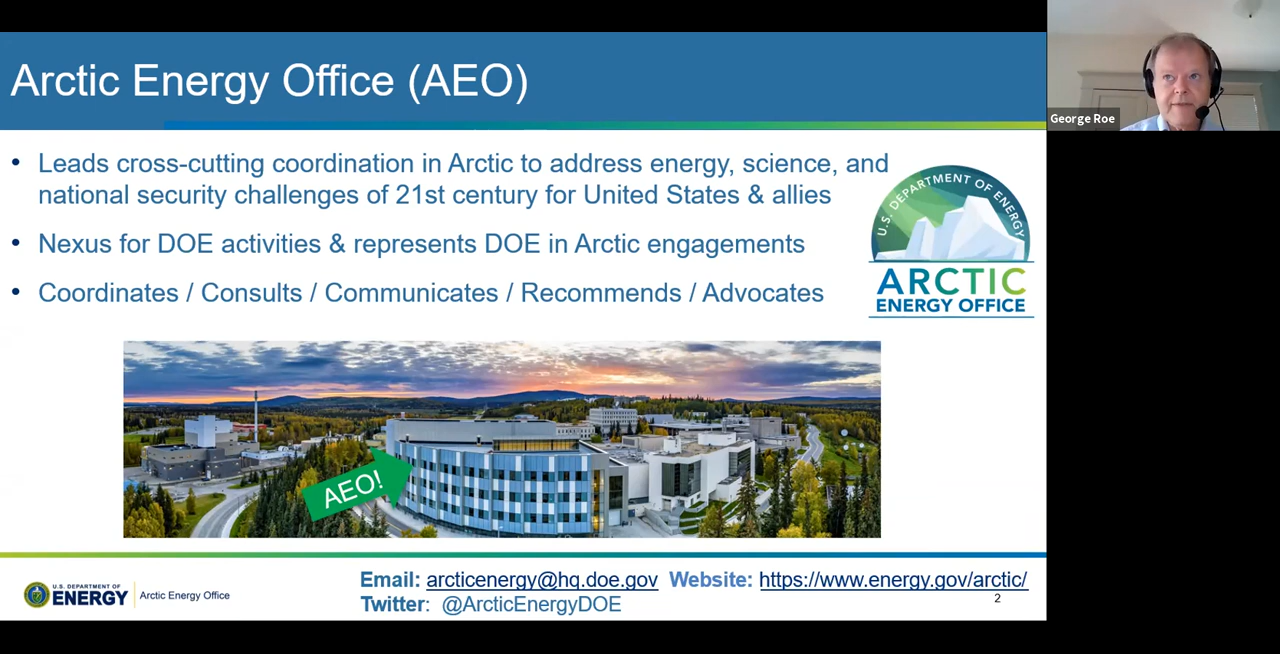 Arctic Energy Office (AEO)
George Roe
• Leads cross-cutting coordination in Arctic to address energy, science, and
national security challenges of 21st century for United States & allies
• Nexus for DOE activities & represents DOE in Arctic engagements
• Coordinates / Consults / Communicates / Recommends / Advocates
U.S. DEPARTMENT OF ENERGY
ARCTIC
ENERGY OFFICE
AEO!
U.S. DEPARTMENT OF
ENERGY
Arctic Energy Office
Email: arcticenergy@hq.doe.gov Website: https://www.energy.gov/arctic/
Twitter: @ArcticEnergyDOE
2